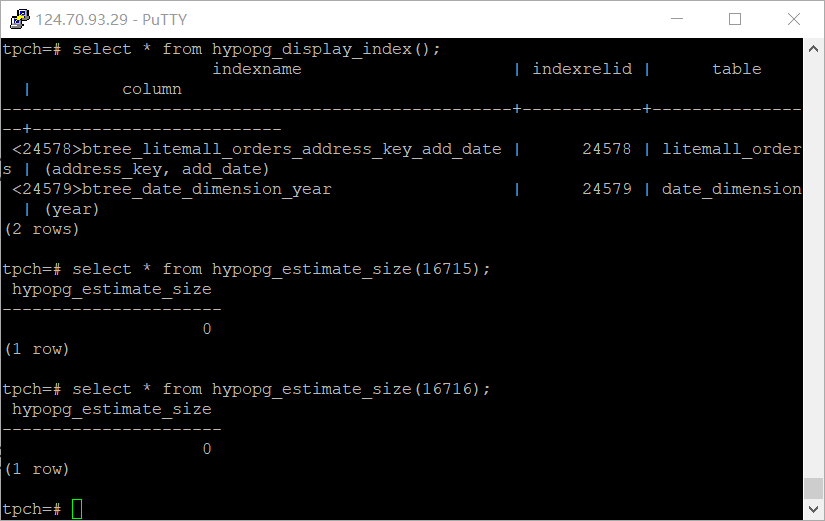 124.70.93.29 - PuTTY
tpch=# select * from hypopg_display_index();
                     indexname                     | indexrelid |      table
  |         column
---------------------------------------------------+------------+---------------
--+-------------------------
 <24578>btree_litemall_orders_address_key_add_date |      24578 | litemall_order
s | (address_key, add_date)
 <24579>btree_date_dimension_year                  |      24579 | date_dimension
  | (year)
(2 rows)
tpch=# select * from hypopg_estimate_size(16715);
 hypopg_estimate_size
----------------------
                    0
(1 row)
tpch=# select * from hypopg_estimate_size(16716);
 hypopg_estimate_size
----------------------
                    0
(1 row)
tpch=#